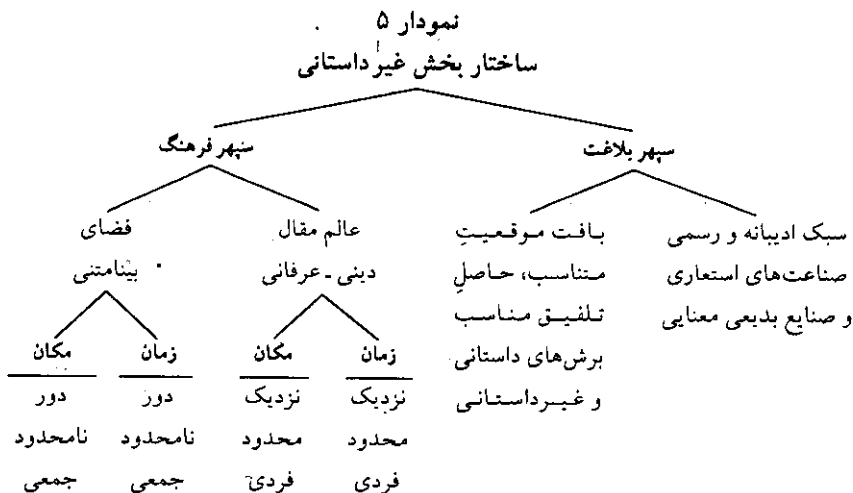 نمودار ۵
ساختار بخش غیر داستانی
سپهر بلاغت
سپهر فرهنگ
سبک ادیبانه و رسمی
صناعت‌های استعاری
و صنایع بدیعی معنایی
بافت موقعیتِ
متناسب، حاصلِ
تلفیق مناسب
برش‌های داستانی
و غیرداستانی
عالم مقال
دینی - عرفانی
فضای
بینامتنی
زمان مکان زمان مکان
نزدیک نزدیک دور دور
محدود محدود نامحدود نامحدود
فردی فردی جمعی جمعی